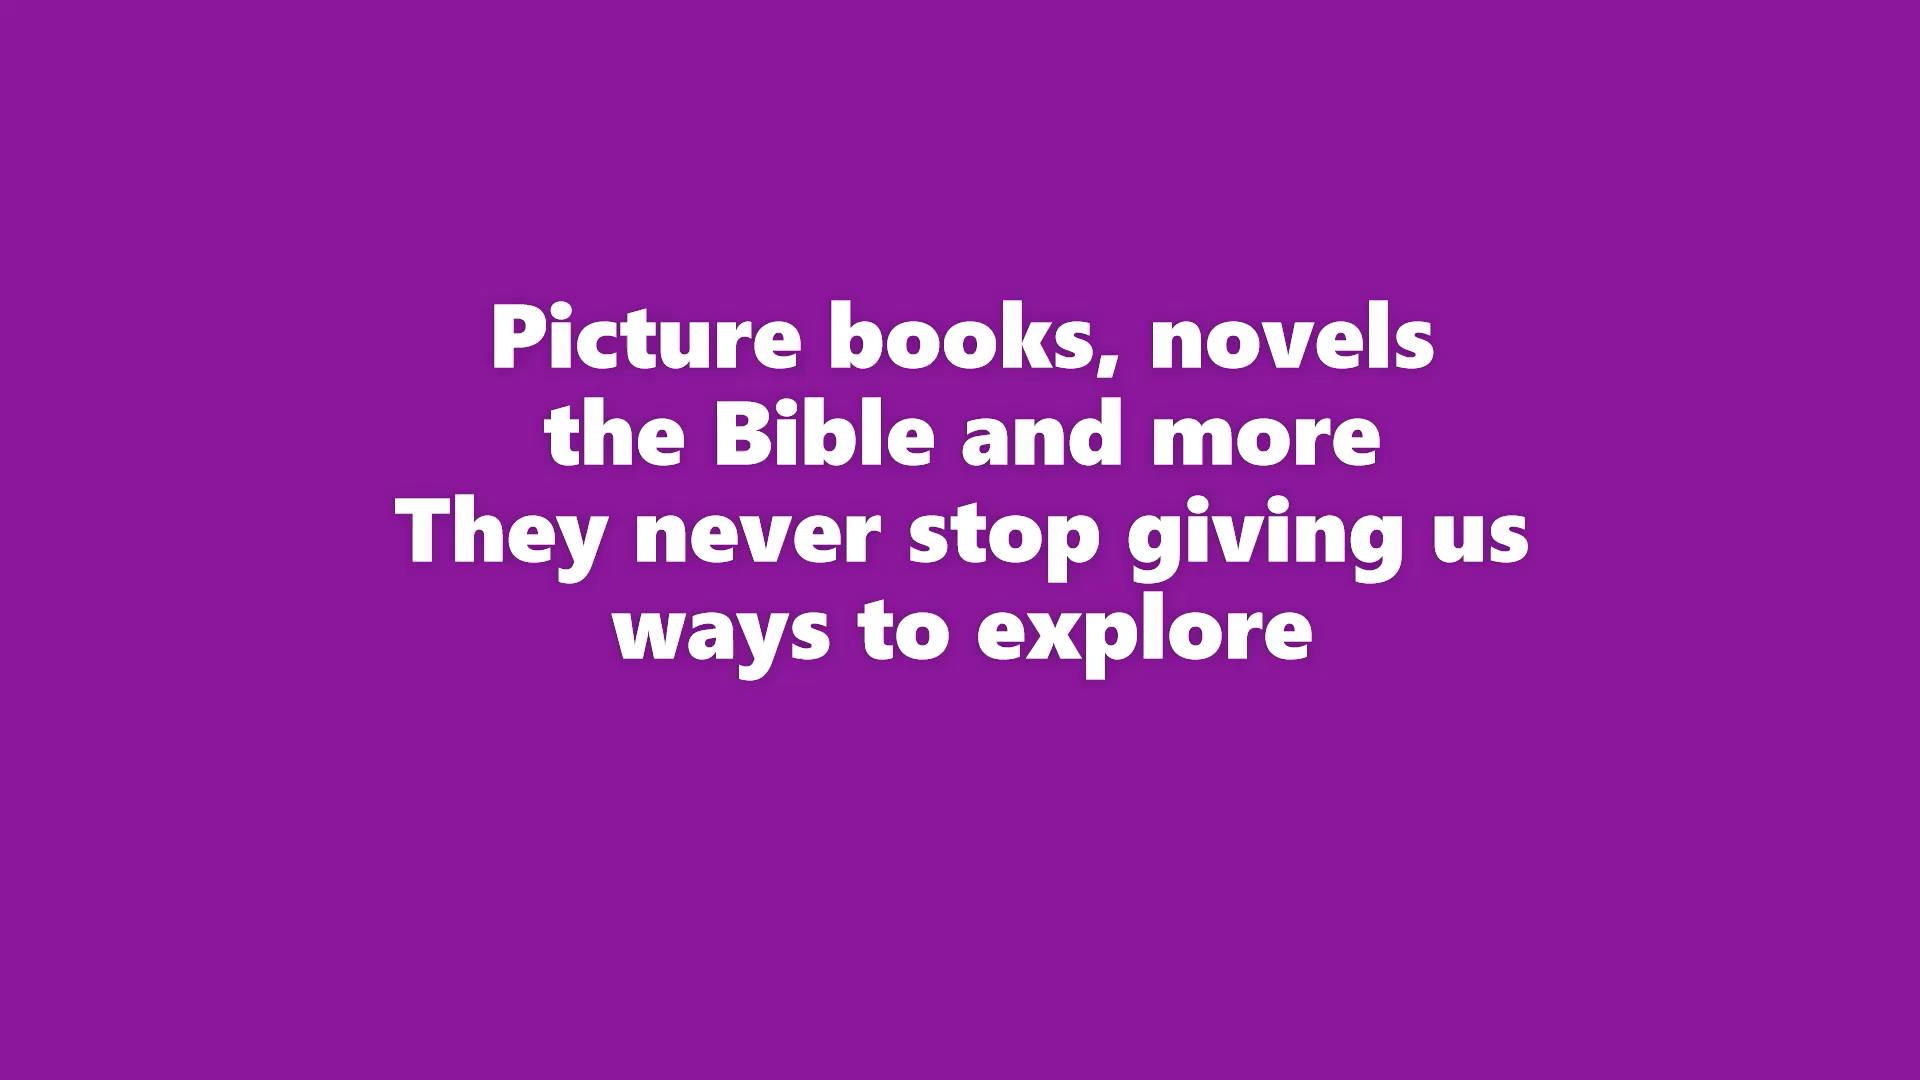 Picture books, novels
the Bible and more
They never stop giving us
ways to explore